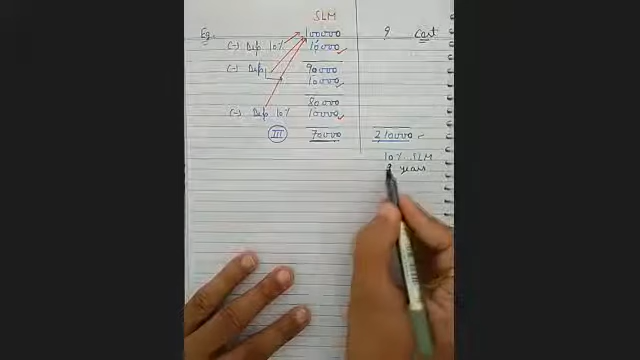 SLM
Eg. 100000 ? Cost
(-) Dep 10% 10000
90000
(-) Dep 10000
80000
(-) Dep 10% 10000
III 70000 210000
10% SLM
years